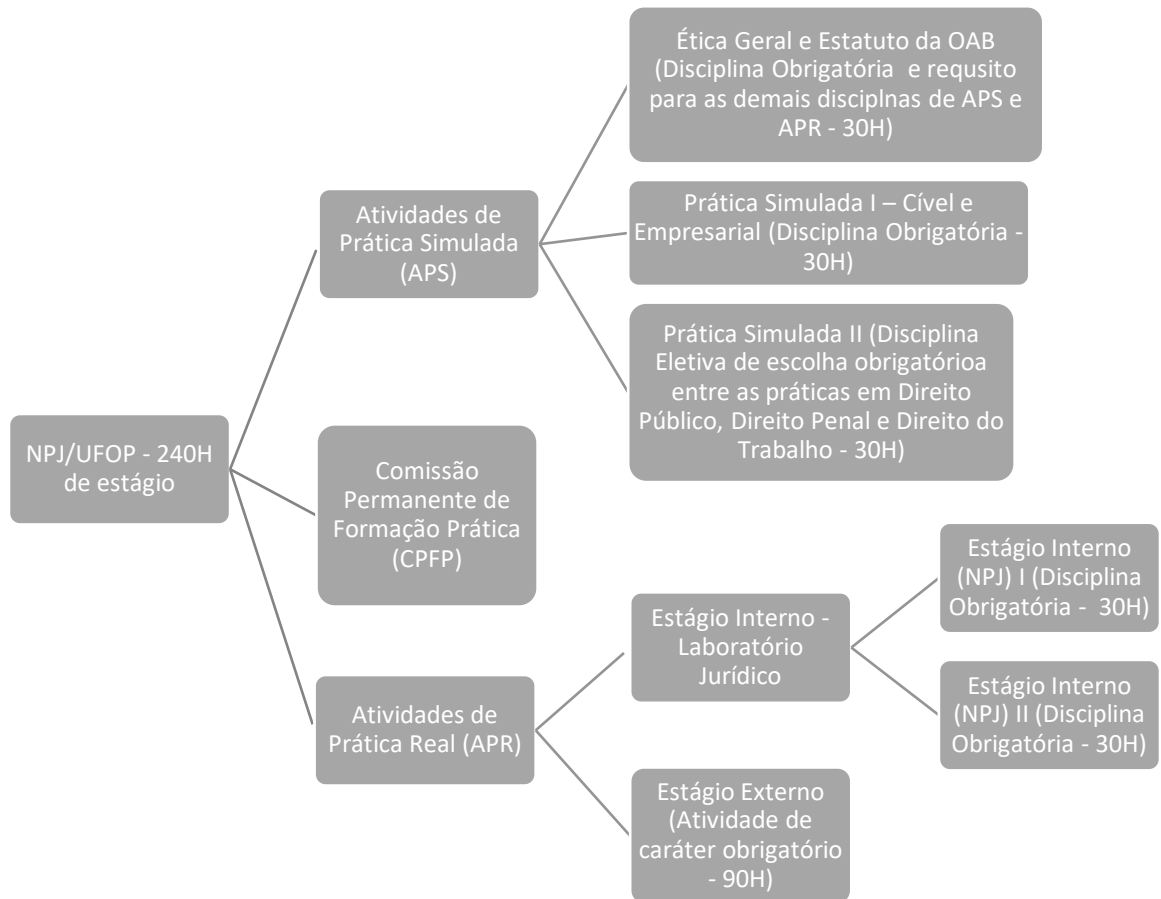 Ética Geral e Estatuto da OAB
(Disciplina Obrigatória e requsito
para as demais disciplnas de APS e
APR - 30H)
Atividades de
Prática Simulada
(APS)
Prática Simulada I – Cível e
Empresarial (Disciplina Obrigatória -
30H)
Prática Simulada II (Disciplina
Eletiva de escolha obrigatórioa
entre as práticas em Direito
Público, Direito Penal e Direito do
Trabalho - 30H)
NPJ/UFOP - 240H
de estágio
Comissão
Permanente de
Formação Prática
(CPFP)
Atividades de
Prática Real (APR)
Estágio Interno -
Laboratório
Jurídico
Estágio Interno
(NPJ) I (Disciplina
Obrigatória - 30H)
Estágio Interno
(NPJ) II (Disciplina
Obrigatória - 30H)
Estágio Externo
(Atividade de
caráter obrigatório
- 90H)